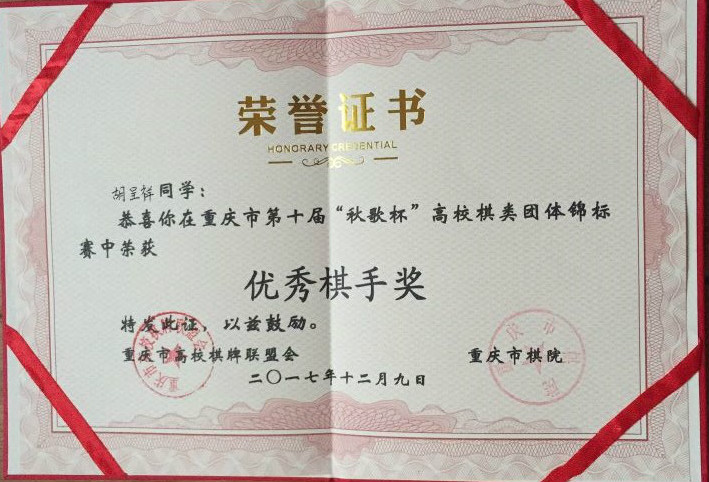 荣誉证书
HONORARY CREDENTIAL
胡呈祥同学：
恭喜你在重庆市第十届“秋歌杯”高校棋类团体锦标
赛中荣获
优秀棋手奖
特发此证，以兹鼓励。
重庆市高校棋牌联盟会
重庆市棋院
二〇一七年十二月九日